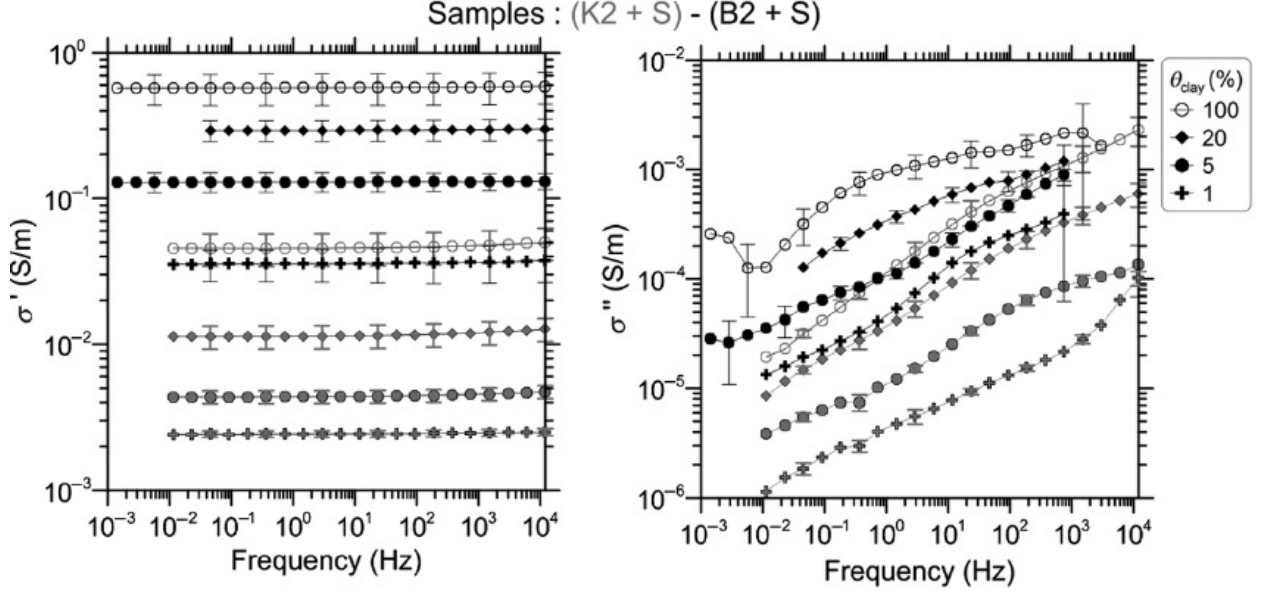 Samples : (K2 + S) - (B2 + S)
10⁰
10⁻¹
10⁻²
10⁻³
σ ' (S/m)
10⁻³ 10⁻² 10⁻¹ 10⁰ 10¹ 10² 10³ 10⁴
Frequency (Hz)
10⁻²
10⁻³
10⁻⁴
10⁻⁵
10⁻⁶
σ'' (S/m)
10⁻³ 10⁻² 10⁻¹ 10⁰ 10¹ 10² 10³ 10⁴
Frequency (Hz)
θclay (%)
100
20
5
1